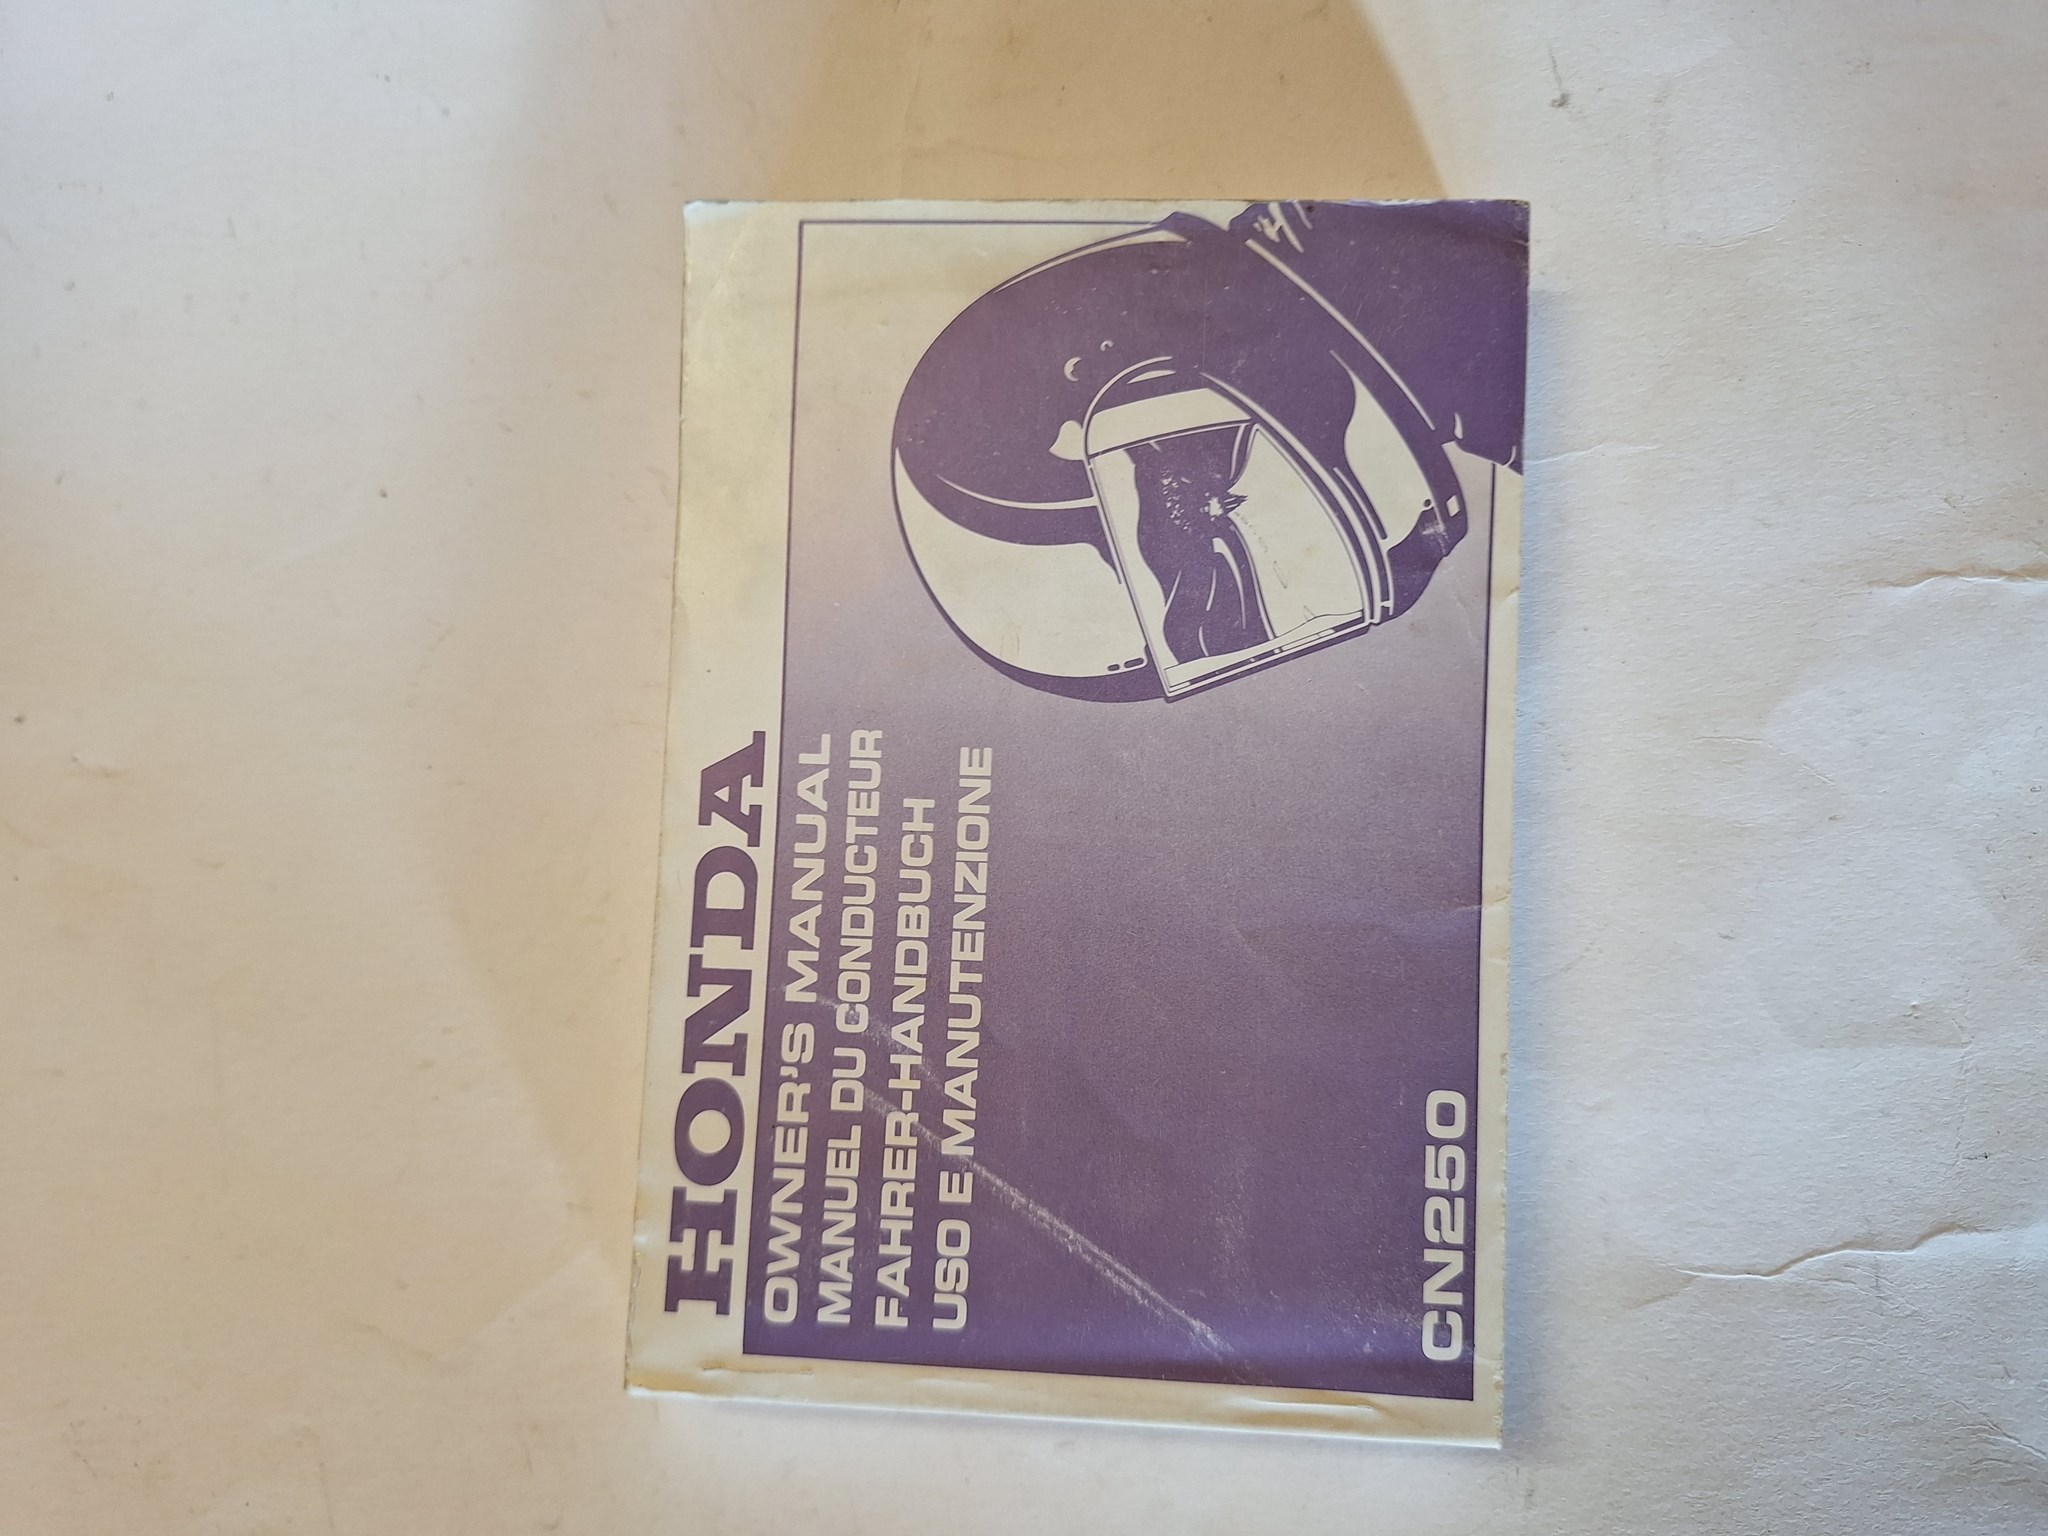 HONDA
OWNER'S MANUAL
MANUEL DU CONDUCTEUR
FAHRER-HANDBUCH
USO E MANUTENZIONE
CN250